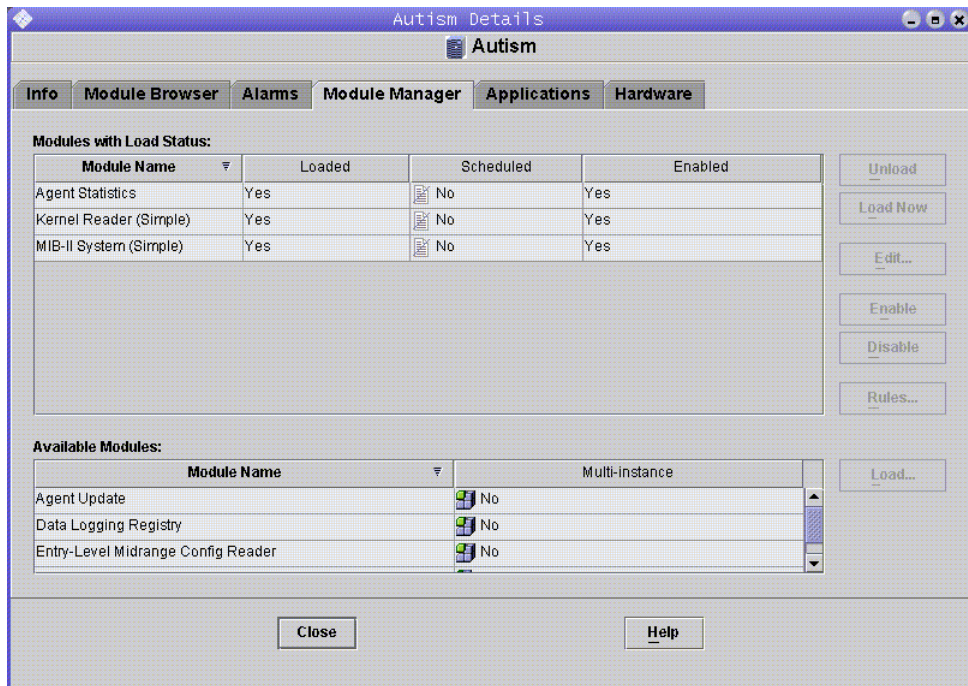 Autism Details
Autism
Info Module Browser Alarms Module Manager Applications Hardware
Modules with Load Status:
Module Name Loaded Scheduled Enabled
Agent Statistics Yes No Yes
Kernel Reader (Simple) Yes No Yes
MIB-II System (Simple) Yes No Yes
Unload
Load Now
Edit...
Enable
Disable
Rules...
Available Modules:
Module Name Multi-instance
Agent Update No
Data Logging Registry No
Entry-Level Midrange Config Reader No
Load...
Close Help